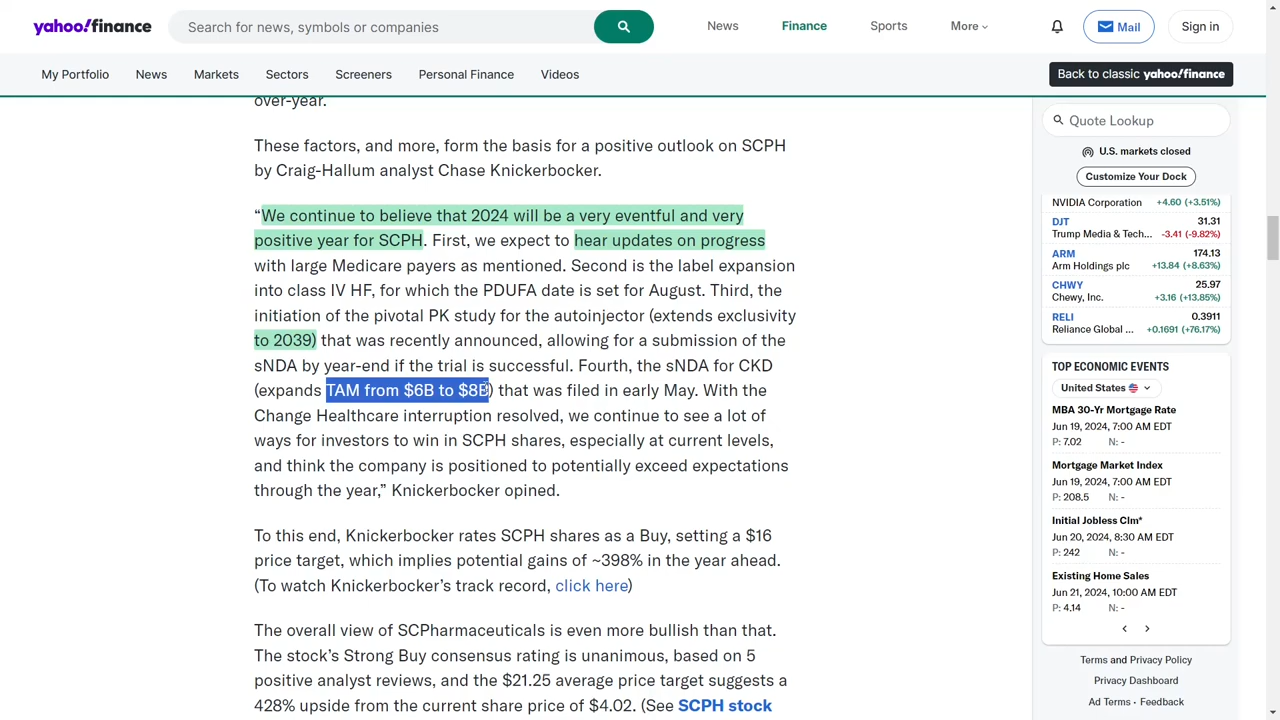 yahoo!finance
Search for news, symbols or companies
News
Finance
Sports
More
Mail
Sign in
My Portfolio
News
Markets
Sectors
Screeners
Personal Finance
Videos
Back to classic yahoo!finance
over-year.
These factors, and more, form the basis for a positive outlook on SCPH
by Craig-Hallum analyst Chase Knickerbocker.
“We continue to believe that 2024 will be a very eventful and very
positive year for SCPH. First, we expect to hear updates on progress
with large Medicare payers as mentioned. Second is the label expansion
into class IV HF, for which the PDUFA date is set for August. Third, the
initiation of the pivotal PK study for the autoinjector (extends exclusivity
to 2039) that was recently announced, allowing for a submission of the
sNDA by year-end if the trial is successful. Fourth, the sNDA for CKD
(expands TAM from $6B to $8B) that was filed in early May. With the
Change Healthcare interruption resolved, we continue to see a lot of
ways for investors to win in SCPH shares, especially at current levels,
and think the company is positioned to potentially exceed expectations
through the year,” Knickerbocker opined.
To this end, Knickerbocker rates SCPH shares as a Buy, setting a $16
price target, which implies potential gains of ~398% in the year ahead.
(To watch Knickerbocker’s track record, click here)
The overall view of SCPharmaceuticals is even more bullish than that.
The stock’s Strong Buy consensus rating is unanimous, based on 5
positive analyst reviews, and the $21.25 average price target suggests a
428% upside from the current share price of $4.02. (See SCPH stock
Quote Lookup
U.S. markets closed
Customize Your Dock
NVIDIA Corporation +4.60 (+3.51%)
DJT 31.31
Trump Media & Tech... -3.41 (-9.82%)
ARM 174.13
Arm Holdings plc +13.84 (+8.63%)
CHWY 25.97
Chewy, Inc. +3.16 (+13.85%)
RELI 0.3911
Reliance Global ... +0.1691 (+76.17%)
TOP ECONOMIC EVENTS
United States
MBA 30-Yr Mortgage Rate
Jun 19, 2024, 7:00 AM EDT
P: 7.02 N: -
Mortgage Market Index
Jun 19, 2024, 7:00 AM EDT
P: 208.5 N: -
Initial Jobless Clm*
Jun 20, 2024, 8:30 AM EDT
P: 242 N: -
Existing Home Sales
Jun 21, 2024, 10:00 AM EDT
P: 4.14 N: -
Terms and Privacy Policy
Privacy Dashboard
Ad Terms • Feedback